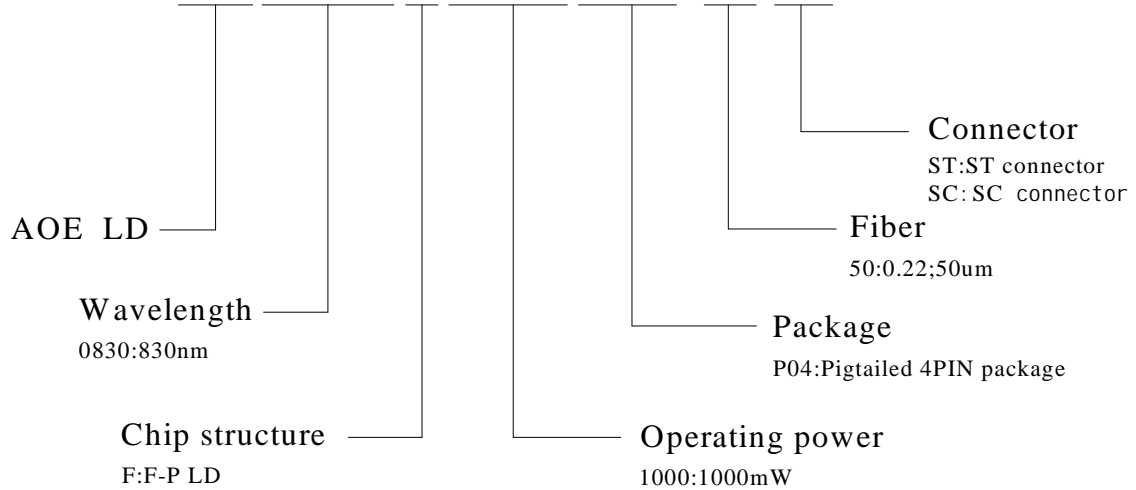 Connector
ST:ST connector
SC:SC connector
AOE LD
Fiber
50:0.22;50um
Wavelength
0830:830nm
Package
P04:Pigtailed 4PIN package
Chip structure
F:F-P LD
Operating power
1000:1000mW